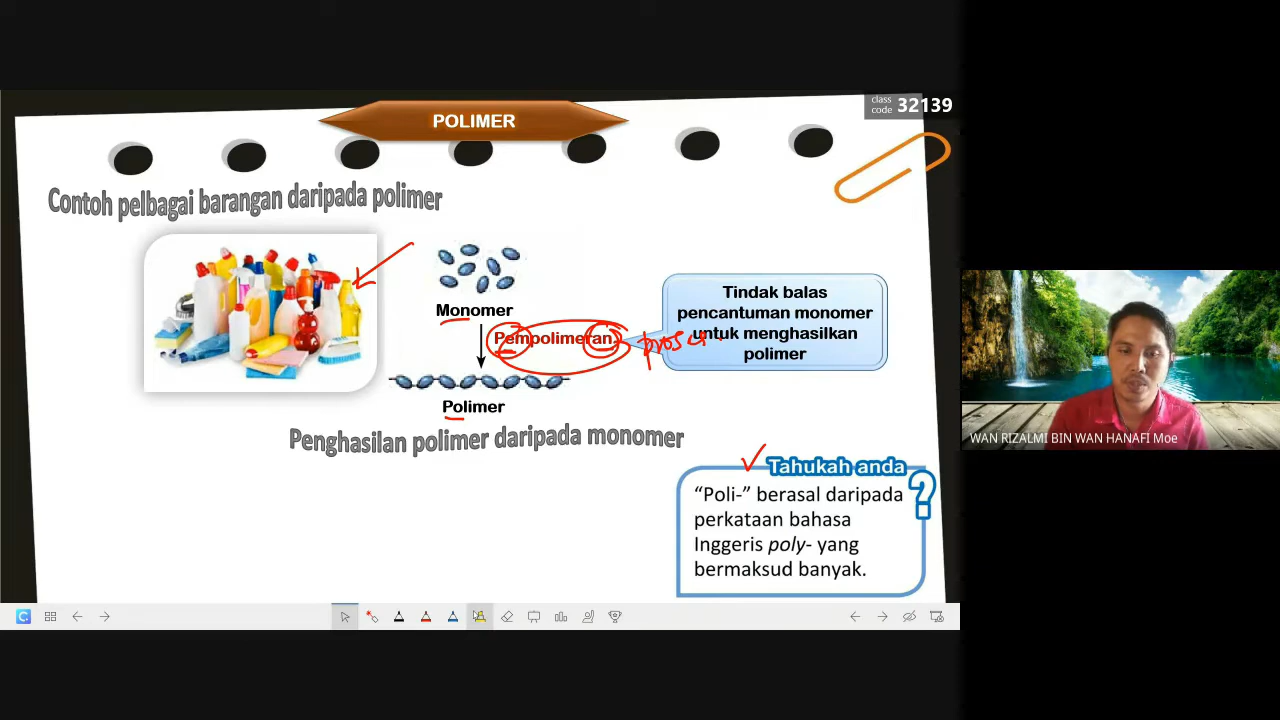 class
code 32139
POLIMER
Contoh pelbagai barangan daripada polimer
Monomer
Pempolimeran
Polimer
Tindak balas
pencantuman monomer
untuk menghasilkan
polimer
Penghasilan polimer daripada monomer
Tahukah anda
?
“Poli-” berasal daripada
perkataan bahasa
Inggeris poly- yang
bermaksud banyak.
WAN RIZALMI BIN WAN HANAFI Moe